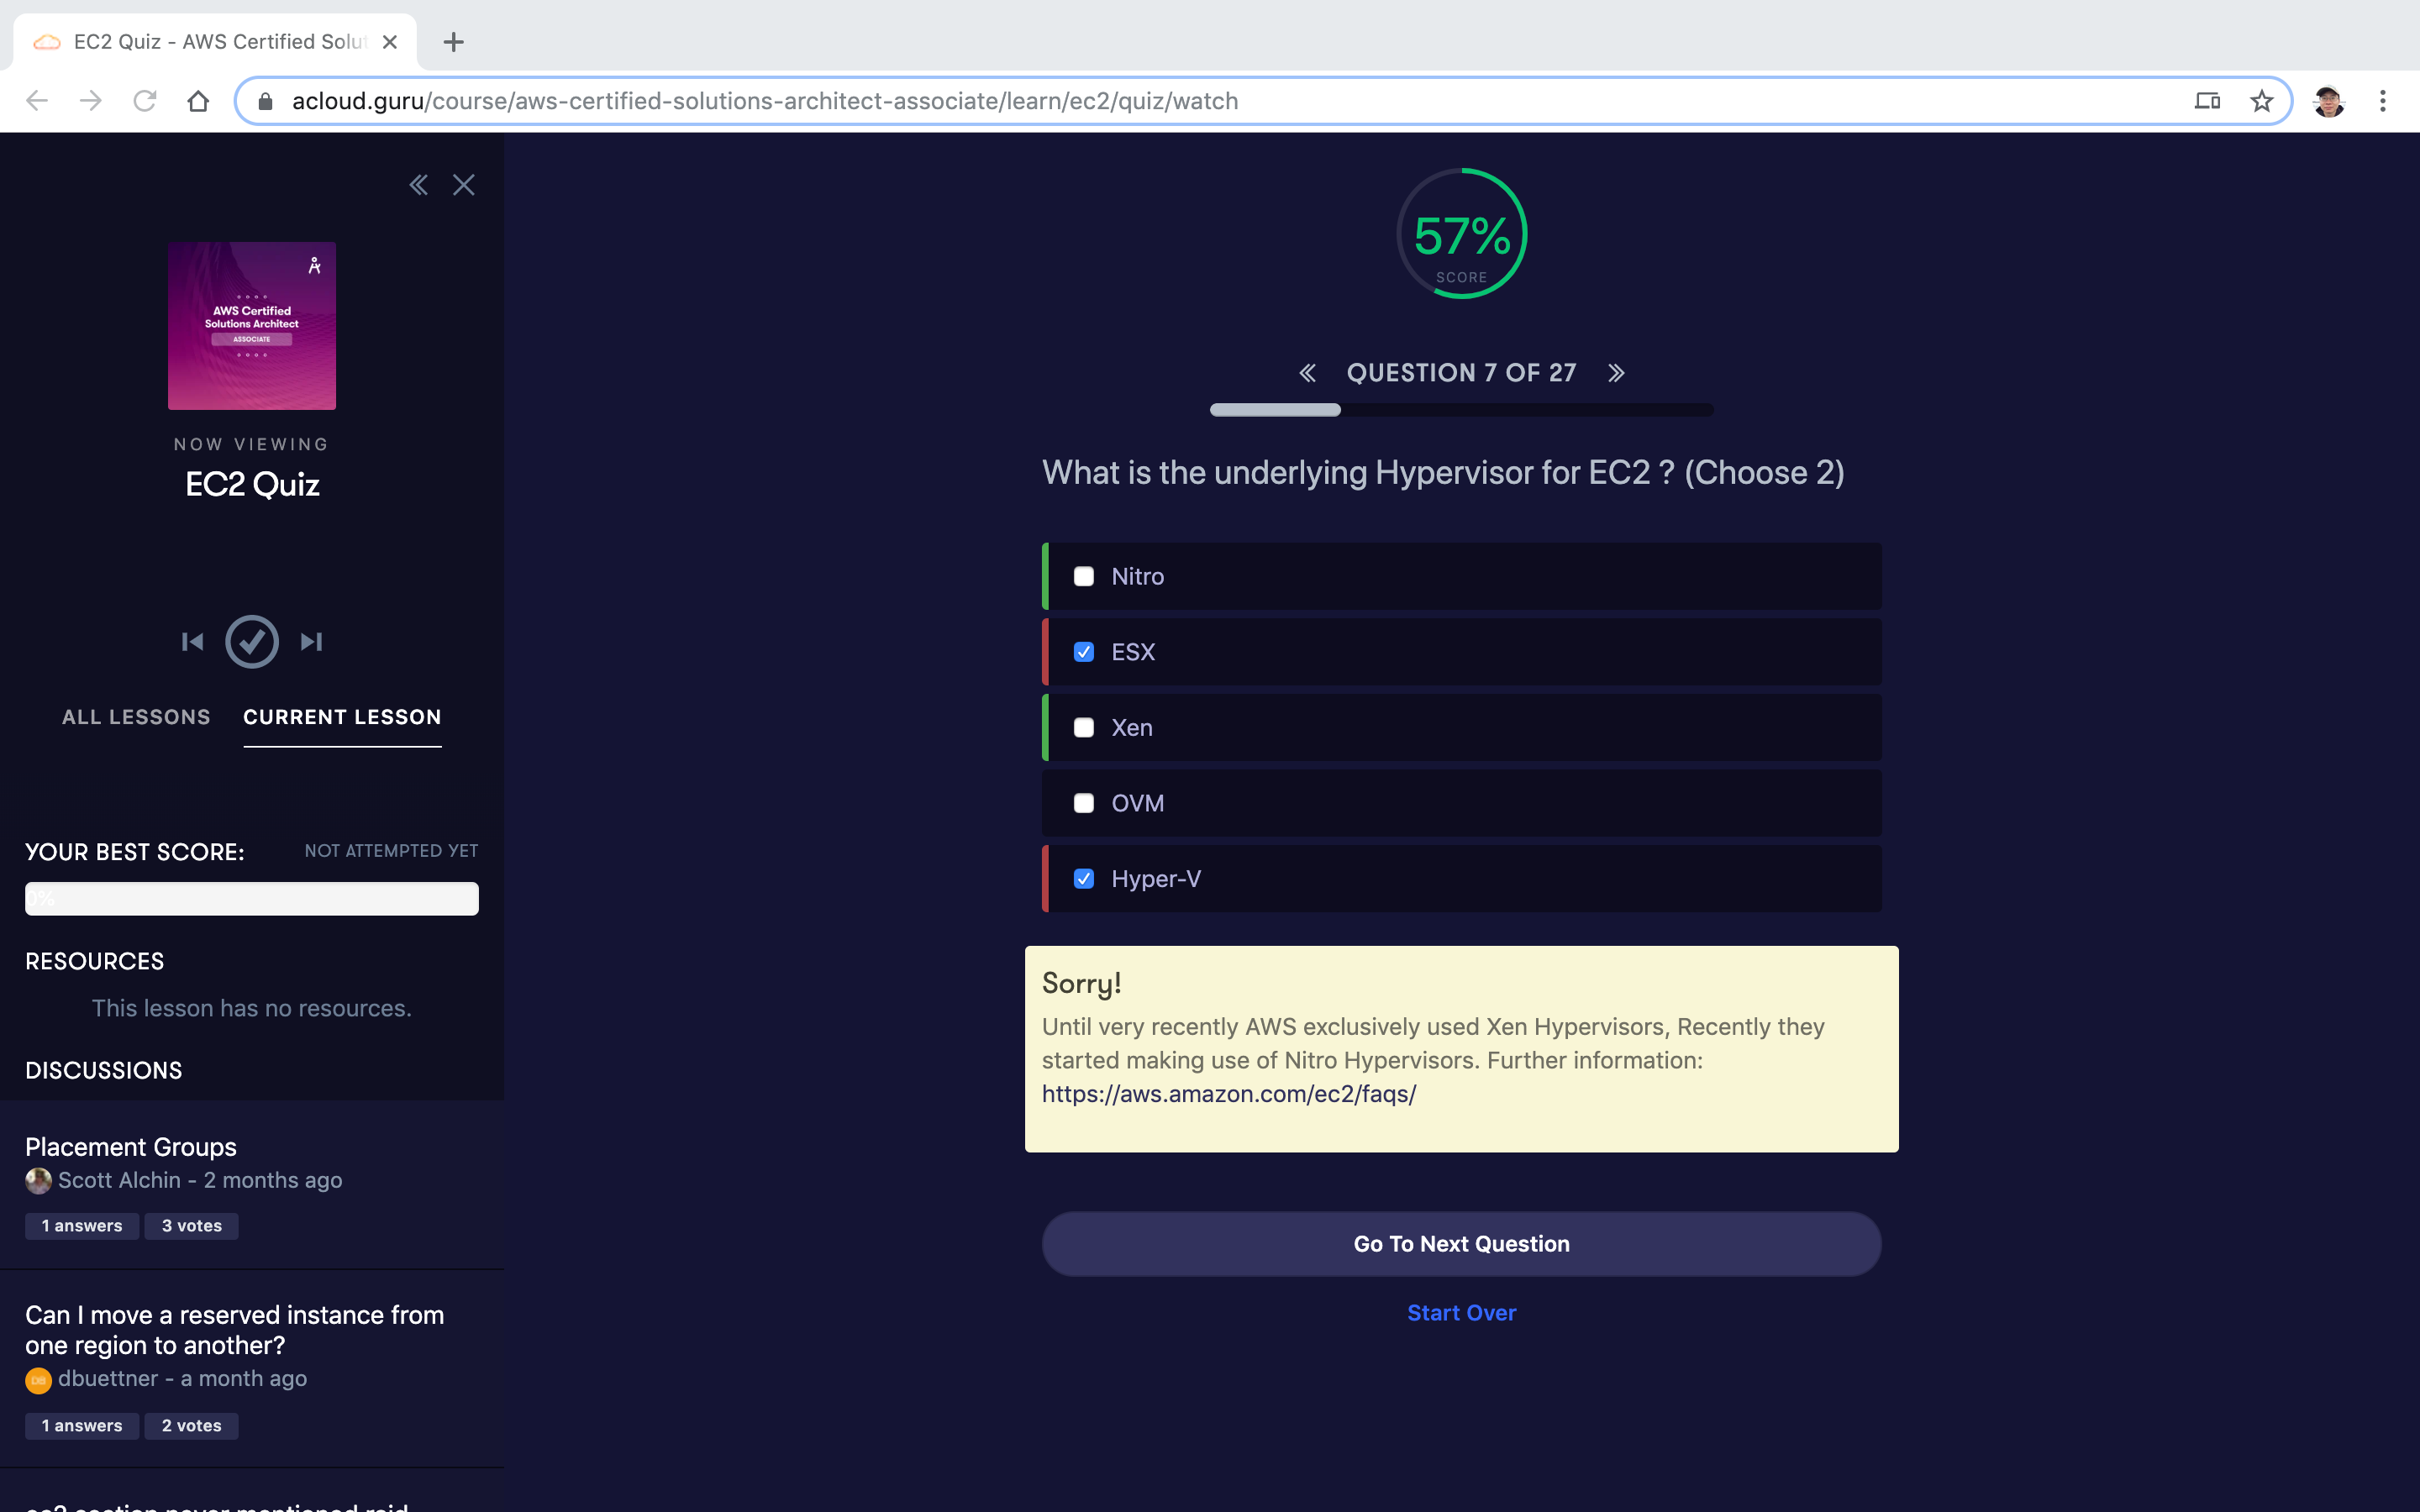 EC2 Quiz - AWS Certified Solut
acloud.guru/course/aws-certified-solutions-architect-associate/learn/ec2/quiz/watch
AWS Certified
Solutions Architect
ASSOCIATE
NOW VIEWING
EC2 Quiz
ALL LESSONS
CURRENT LESSON
YOUR BEST SCORE:
NOT ATTEMPTED YET
0%
RESOURCES
This lesson has no resources.
DISCUSSIONS
Placement Groups
Scott Alchin - 2 months ago
1 answers
3 votes
Can I move a reserved instance from
one region to another?
dbuettner - a month ago
1 answers
2 votes
ec2 section never mentioned raid
57%
SCORE
QUESTION 7 OF 27
What is the underlying Hypervisor for EC2 ? (Choose 2)
Nitro
ESX
Xen
OVM
Hyper-V
Sorry!
Until very recently AWS exclusively used Xen Hypervisors, Recently they
started making use of Nitro Hypervisors. Further information:
https://aws.amazon.com/ec2/faqs/
Go To Next Question
Start Over